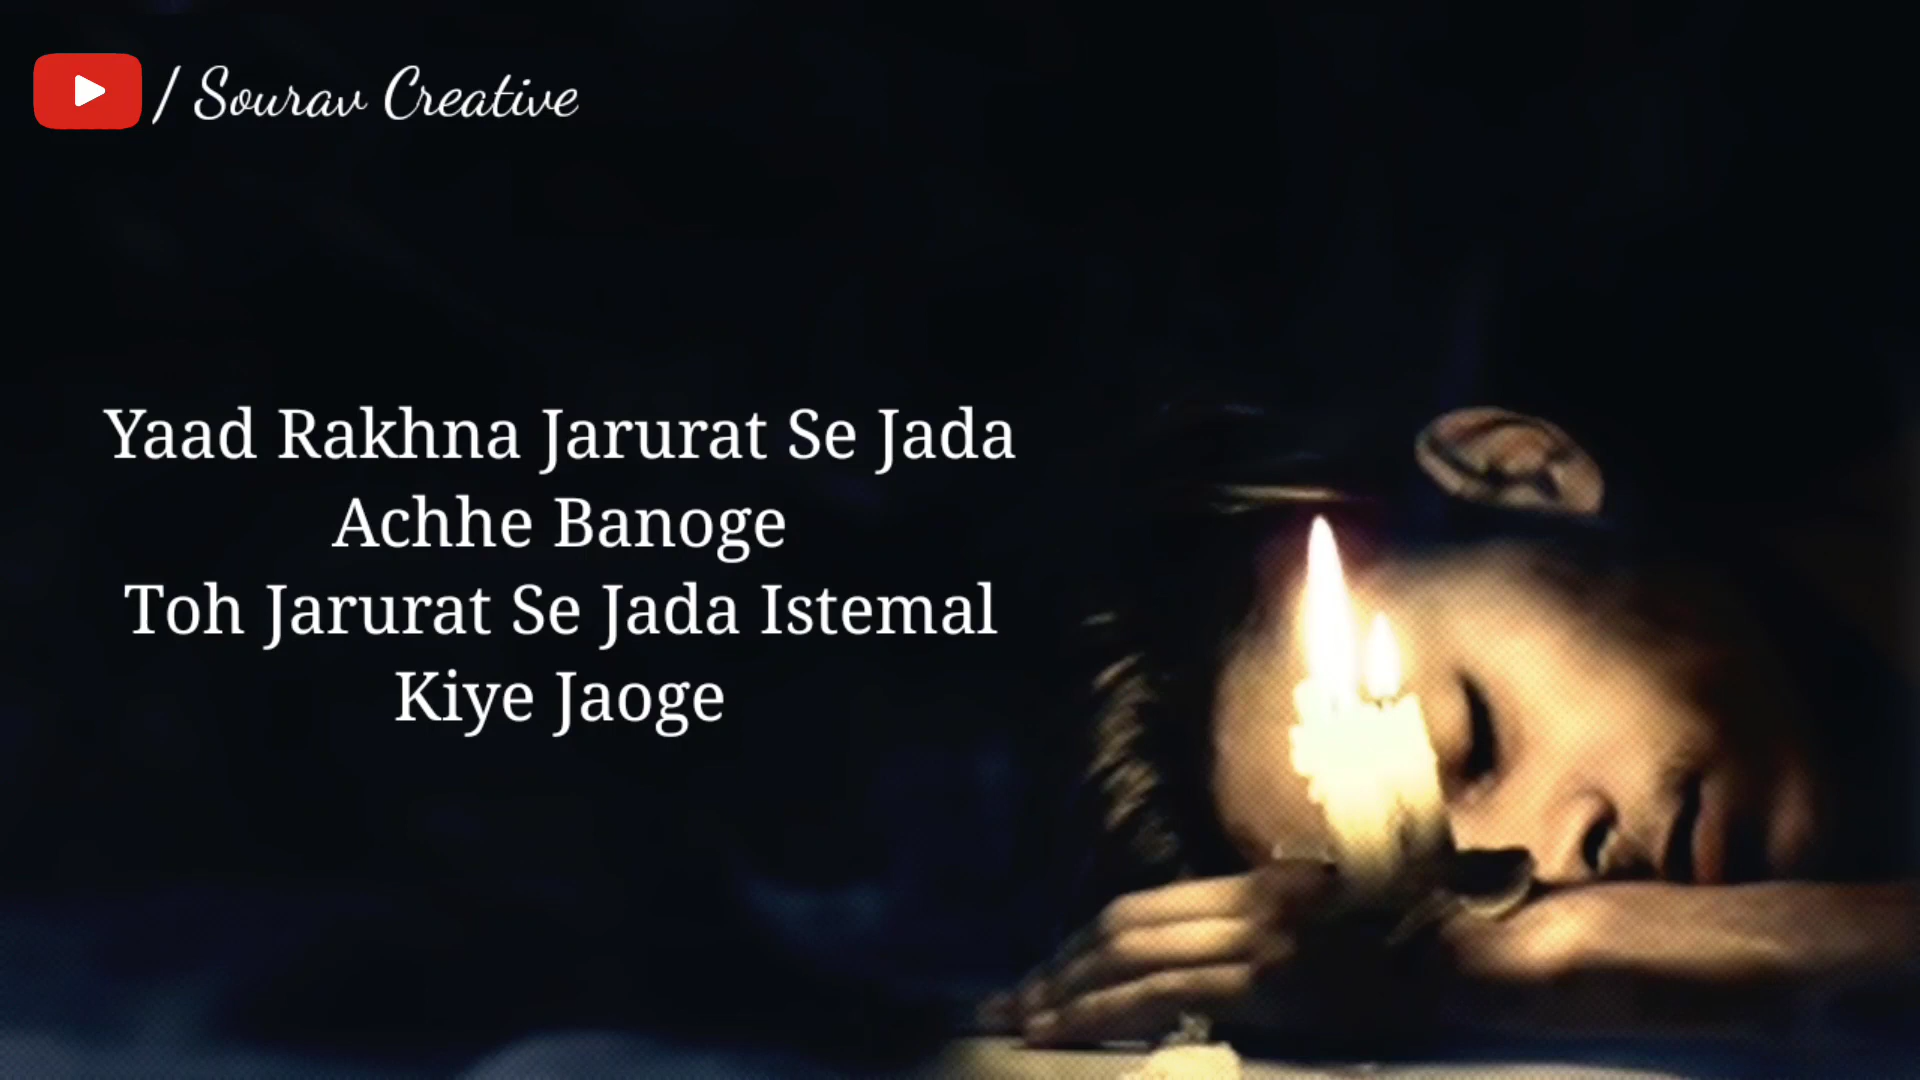 / Sourav Creative
Yaad Rakhna Jarurat Se Jada
Achhe Banoge
Toh Jarurat Se Jada Istemal
Kiye Jaoge